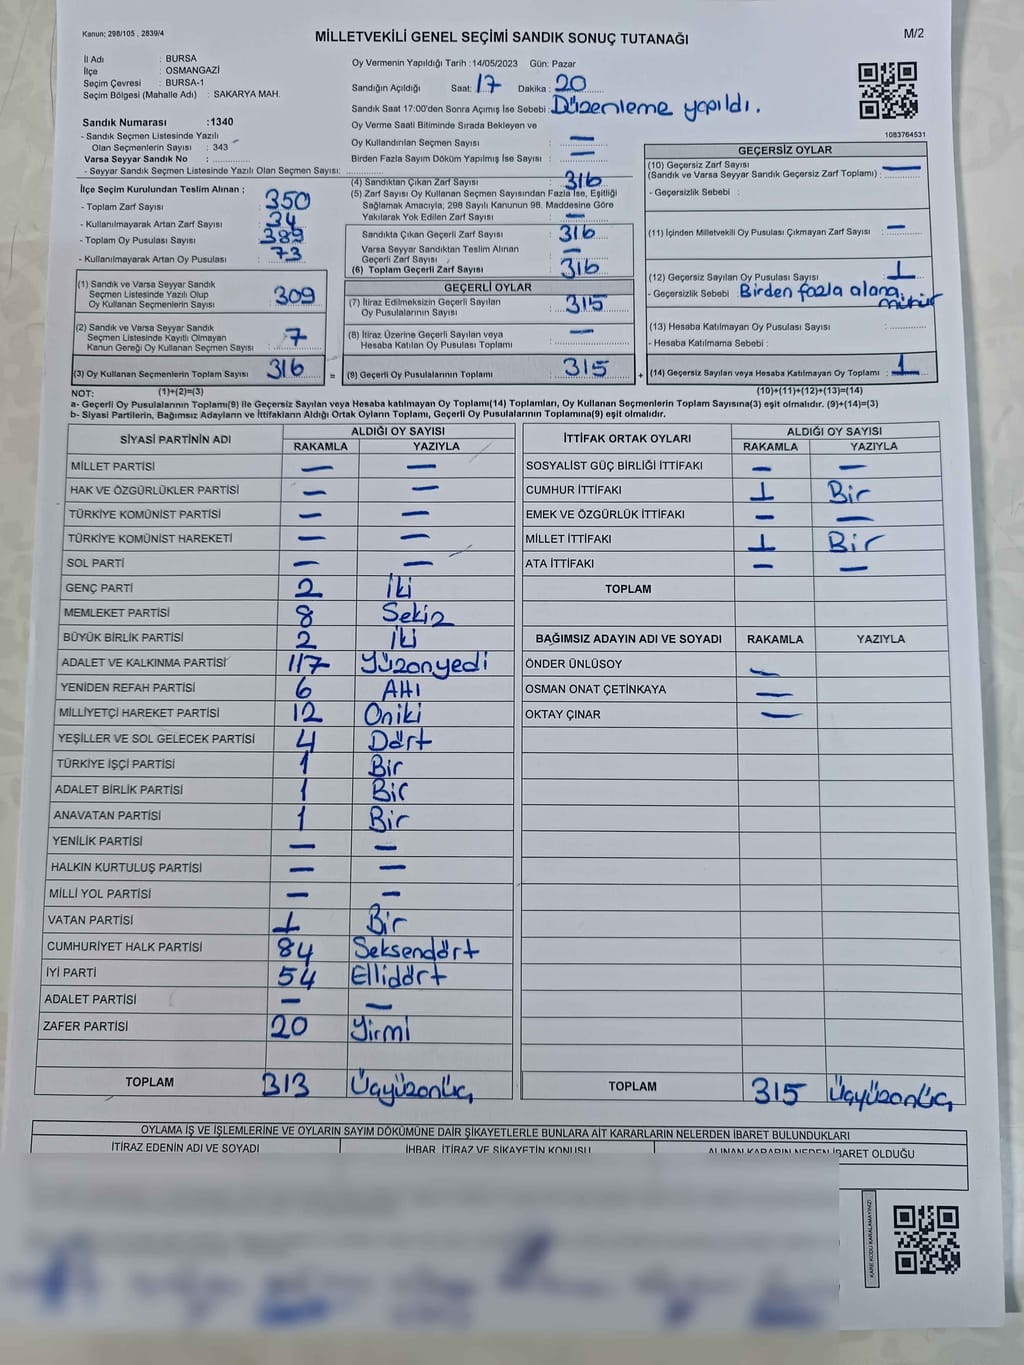 Kanun; 298/105 , 2839/4
MİLLETVEKİLİ GENEL SEÇİMİ SANDIK SONUÇ TUTANAĞI
M/2
İl Adı : BURSA
İlçe : OSMANGAZİ
Seçim Çevresi : BURSA-1
Seçim Bölgesi (Mahalle Adı) : SAKARYA MAH.
Sandık Numarası :1340
- Sandık Seçmen Listesinde Yazılı
Olan Seçmenlerin Sayısı : 343
Varsa Seyyar Sandık No :
- Seyyar Sandık Seçmen Listesinde Yazılı Olan Seçmen Sayısı:
Oy Vermenin Yapıldığı Tarih :14/05/2023 Gün: Pazar
Sandığın Açıldığı Saat: 17 Dakika : 20
Sandık Saat 17:00'den Sonra Açımış İse Sebebi : Düzenleme yapıldı.
Oy Verme Saati Bitiminde Sırada Bekleyen ve
Oy Kullandırılan Seçmen Sayısı : —
Birden Fazla Sayım Döküm Yapılmış İse Sayısı : —
1083764531
İlçe Seçim Kurulundan Teslim Alınan ;
- Toplam Zarf Sayısı : 350
- Kullanılmayarak Artan Zarf Sayısı : 34
- Toplam Oy Pusulası Sayısı : 389
- Kullanılmayarak Artan Oy Pusulası : 73
(4) Sandıktan Çıkan Zarf Sayısı : 316
(5) Zarf Sayısı Oy Kullanan Seçmen Sayısından Fazla İse, Eşitliği
Sağlamak Amacıyla; 298 Sayılı Kanunun 98. Maddesine Göre
Yakılarak Yok Edilen Zarf Sayısı : —
Sandıkta Çıkan Geçerli Zarf Sayısı : 316
Varsa Seyyar Sandıktan Teslim Alınan
Geçerli Zarf Sayısı : —
(6) Toplam Geçerli Zarf Sayısı 316
GEÇERSİZ OYLAR
(10) Geçersiz Zarf Sayısı
(Sandık ve Varsa Seyyar Sandık Geçersiz Zarf Toplamı) : —
- Geçersizlik Sebebi :
(11) İçinden Milletvekili Oy Pusulası Çıkmayan Zarf Sayısı : —
(12) Geçersiz Sayılan Oy Pusulası Sayısı : 1
- Geçersizlik Sebebi : Birden fazla alana
mühür
(13) Hesaba Katılmayan Oy Pusulası Sayısı :
- Hesaba Katılmama Sebebi :
(14) Geçersiz Sayılan veya Hesaba Katılmayan Oy Toplamı : 1
(1) Sandık ve Varsa Seyyar Sandık
Seçmen Listesinde Yazılı Olup
Oy Kullanan Seçmenlerin Sayısı : 309
(2) Sandık ve Varsa Seyyar Sandık
Seçmen Listesinde Kayıtlı Olmayan
Kanun Gereği Oy Kullanan Seçmen Sayısı : 7
(3) Oy Kullanan Seçmenlerin Toplam Sayısı 316
=
GEÇERLİ OYLAR
(7) İtiraz Edilmeksizin Geçerli Sayılan
Oy Pusulalarının Sayısı : 315
(8) İtiraz Üzerine Geçerli Sayılan veya
Hesaba Katılan Oy Pusulası Toplamı : —
(9) Geçerli Oy Pusulalarının Toplamı : 315
+
NOT: (1)+(2)=(3)
(10)+(11)+(12)+(13)=(14)
a- Geçerli Oy Pusulasının Toplamı(9) ile Geçersiz Sayılan veya Hesaba katılmayan Oy Toplamı(14) Toplamları, Oy Kullanan Seçmenlerin Toplam Sayısına(3) eşit olmalıdır. (9)+(14)=(3)
b- Siyasi Partilerin, Bağımsız Adayların ve İttifakların Aldığı Ortak Oyların Toplamı, Geçerli Oy Pusulalarının Toplamına(9) eşit olmalıdır.
SİYASİ PARTİNİN ADI ALDIĞI OY SAYISI
RAKAMLA YAZIYLA
MİLLET PARTİSİ — —
HAK VE ÖZGÜRLÜKLER PARTİSİ — —
TÜRKİYE KOMÜNİST PARTİSİ — —
TÜRKİYE KOMÜNİST HAREKETİ — —
SOL PARTİ — —
GENÇ PARTİ 2 İki
MEMLEKET PARTİSİ 8 Sekiz
BÜYÜK BİRLİK PARTİSİ 2 İki
ADALET VE KALKINMA PARTİSİ 117 Yüzonyedi
YENİDEN REFAH PARTİSİ 6 Altı
MİLLİYETÇİ HAREKET PARTİSİ 12 Oniki
YEŞİLLER VE SOL GELECEK PARTİSİ 4 Dört
TÜRKİYE İŞÇİ PARTİSİ 1 Bir
ADALET BİRLİK PARTİSİ 1 Bir
ANAVATAN PARTİSİ 1 Bir
YENİLİK PARTİSİ — —
HALKIN KURTULUŞ PARTİSİ — —
MİLLİ YOL PARTİSİ — —
VATAN PARTİSİ 1 Bir
CUMHURİYET HALK PARTİSİ 84 Seksendört
İYİ PARTİ 54 Ellidört
ADALET PARTİSİ — —
ZAFER PARTİSİ 20 Yirmi
TOPLAM 313 Üçyüzonüç
İTTİFAK ORTAK OYLARI ALDIĞI OY SAYISI
RAKAMLA YAZIYLA
SOSYALİST GÜÇ BİRLİĞİ İTTİFAKI — —
CUMHUR İTTİFAKI 1 Bir
EMEK VE ÖZGÜRLÜK İTTİFAKI — —
MİLLET İTTİFAKI 1 Bir
ATA İTTİFAKI — —
TOPLAM
BAĞIMSIZ ADAYIN ADI VE SOYADI RAKAMLA YAZIYLA
ÖNDER ÜNLÜSOY —
OSMAN ONAT ÇETİNKAYA —
OKTAY ÇINAR —
TOPLAM 315 Üçyüzonüç
OYLAMA İŞ VE İŞLEMLERİNE VE OYLARIN SAYIM DÖKÜMÜNE DAİR ŞİKAYETLERLE BUNLARA AİT KARARLARIN NELERDEN İBARET BULUNDUKLARI
İTİRAZ EDENİN ADI VE SOYADI İHBAR, İTİRAZ VE ŞİKAYETİN KONUSU ALINAN KARARIN NEDEN İBARET OLDUĞU
KARE KODU KARALAMAYINIZ!